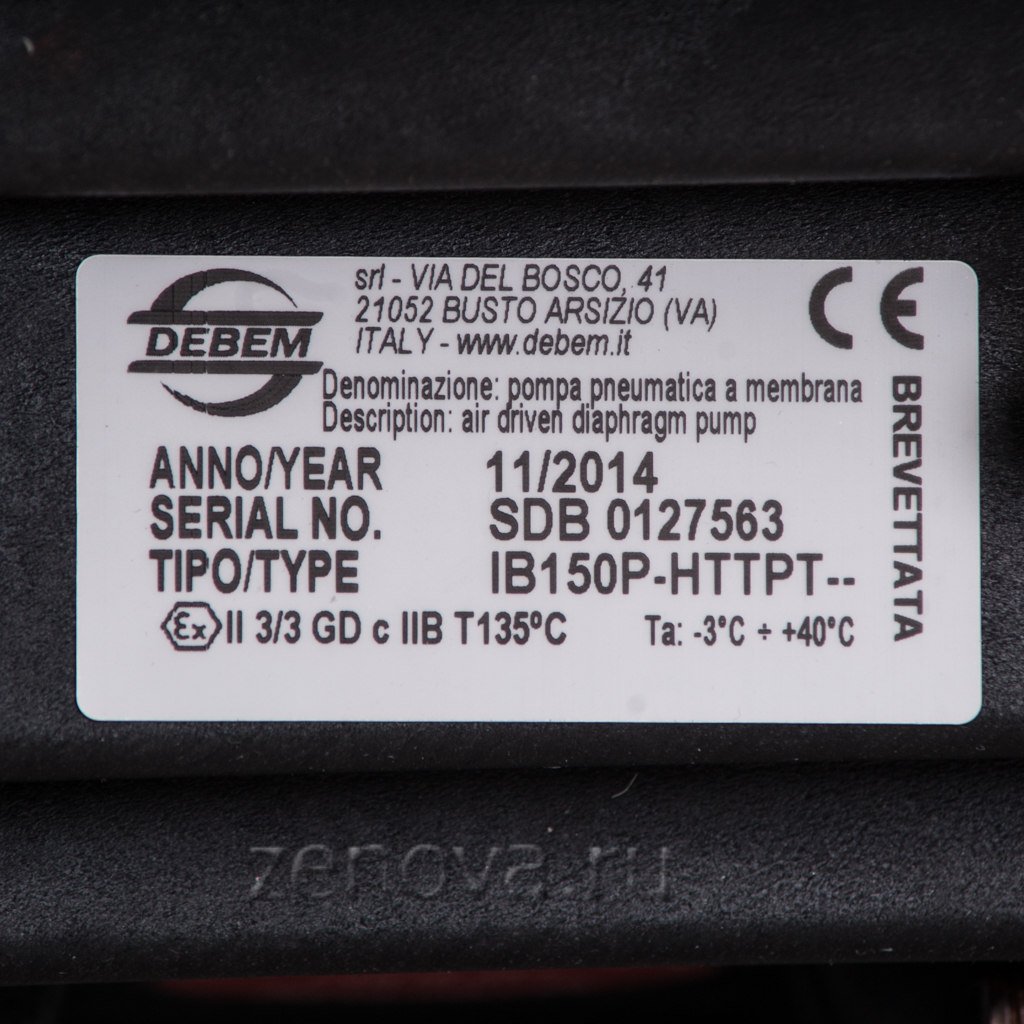 DEBEM
srl - VIA DEL BOSCO, 41
21052 BUSTO ARSIZIO (VA)
ITALY - www.debem.it
CE
Denominazione: pompa pneumatica a membrana
Description: air driven diaphragm pump
BREVETTATA
ANNO/YEAR 11/2014
SERIAL NO. SDB 0127563
TIPO/TYPE IB150P-HTTPT--
Ex II 3/3 GD c IIB T135ºC Ta: -3°C ÷ +40°C
zenova.ru